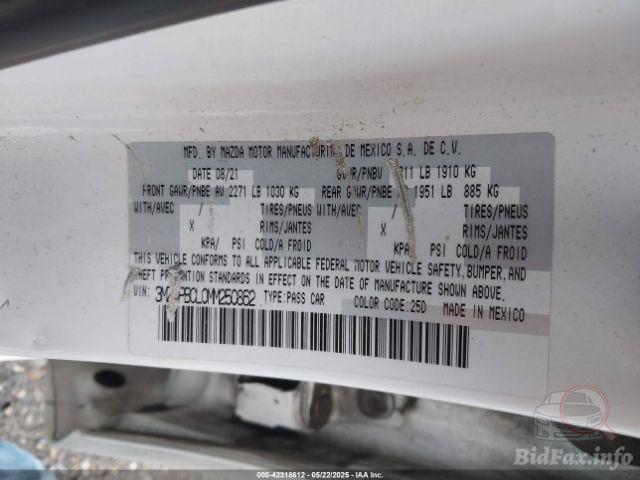 MFD. BY MAZDA MOTOR MANUFACTURING DE MEXICO S.A. DE C.V.
DATE 08/21 GVWR/PNBV 11 LB 1910 KG
FRONT GAWR/PNBE AV 2271 LB 1030 KG REAR GAWR/PNBE 1951 LB 885 KG
WITH/AVEC / TIRES/PNEUS WITH/AVEC / TIRES/PNEUS
X RIMS/JANTES X RIMS/JANTES
KPA/ PSI COLD/A FROID KPA/ PSI COLD/A FROID
THIS VEHICLE CONFORMS TO ALL APPLICABLE FEDERAL MOTOR VEHICLE SAFETY, BUMPER, AND
THEFT PREVENTION STANDARDS IN EFFECT ON THE DATE OF MANUFACTURE SHOWN ABOVE.
VIN: TYPE:PASS CAR COLOR CODE:25D MADE IN MEXICO
000-42318612 - 05/22/2025 - IAA Inc.
BidFax.info